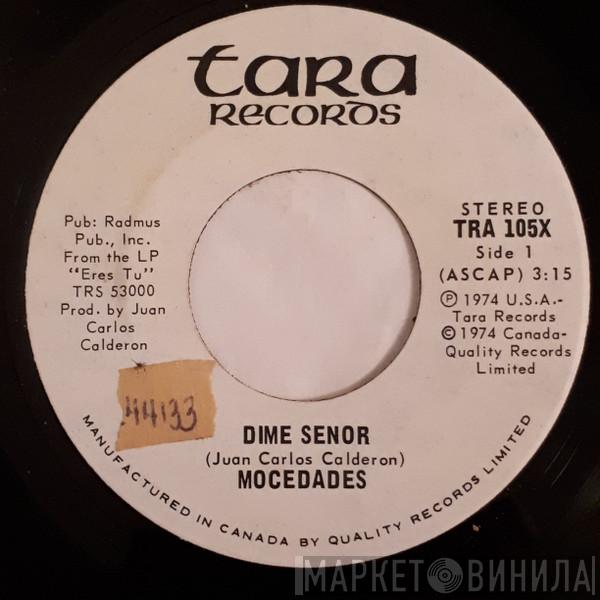 tara
RECORDS
Pub: Radmus
Pub., Inc.
From the LP
"Eres Tu"
TRS 53000
Prod. by Juan
Carlos
Calderon
STEREO
TRA 105X
Side 1
(ASCAP) 3:15
Ⓟ 1974 U.S.A.-
Tara Records
© 1974 Canada-
Quality Records
Limited
44133
DIME SENOR
(Juan Carlos Calderon)
MOCEDADES
MANUFACTURED IN CANADA BY QUALITY RECORDS LIMITED
МАРКЕТ ВИНИЛА